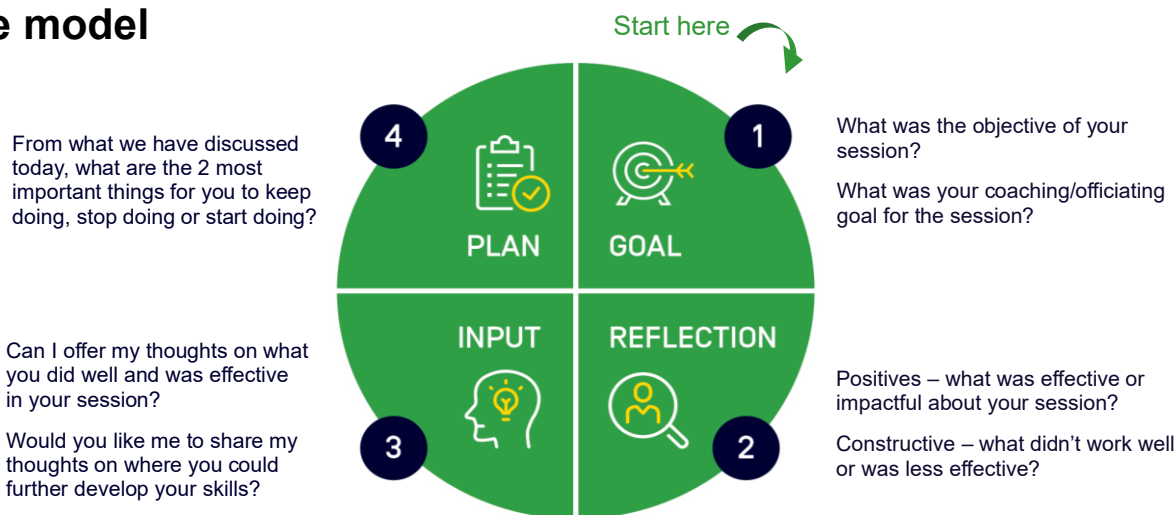 e model
Start here
1
GOAL
What was the objective of your
session?
What was your coaching/officiating
goal for the session?
2
REFLECTION
Positives – what was effective or
impactful about your session?
Constructive – what didn’t work well
or was less effective?
3
INPUT
Can I offer my thoughts on what
you did well and was effective
in your session?
Would you like me to share my
thoughts on where you could
further develop your skills?
4
PLAN
From what we have discussed
today, what are the 2 most
important things for you to keep
doing, stop doing or start doing?